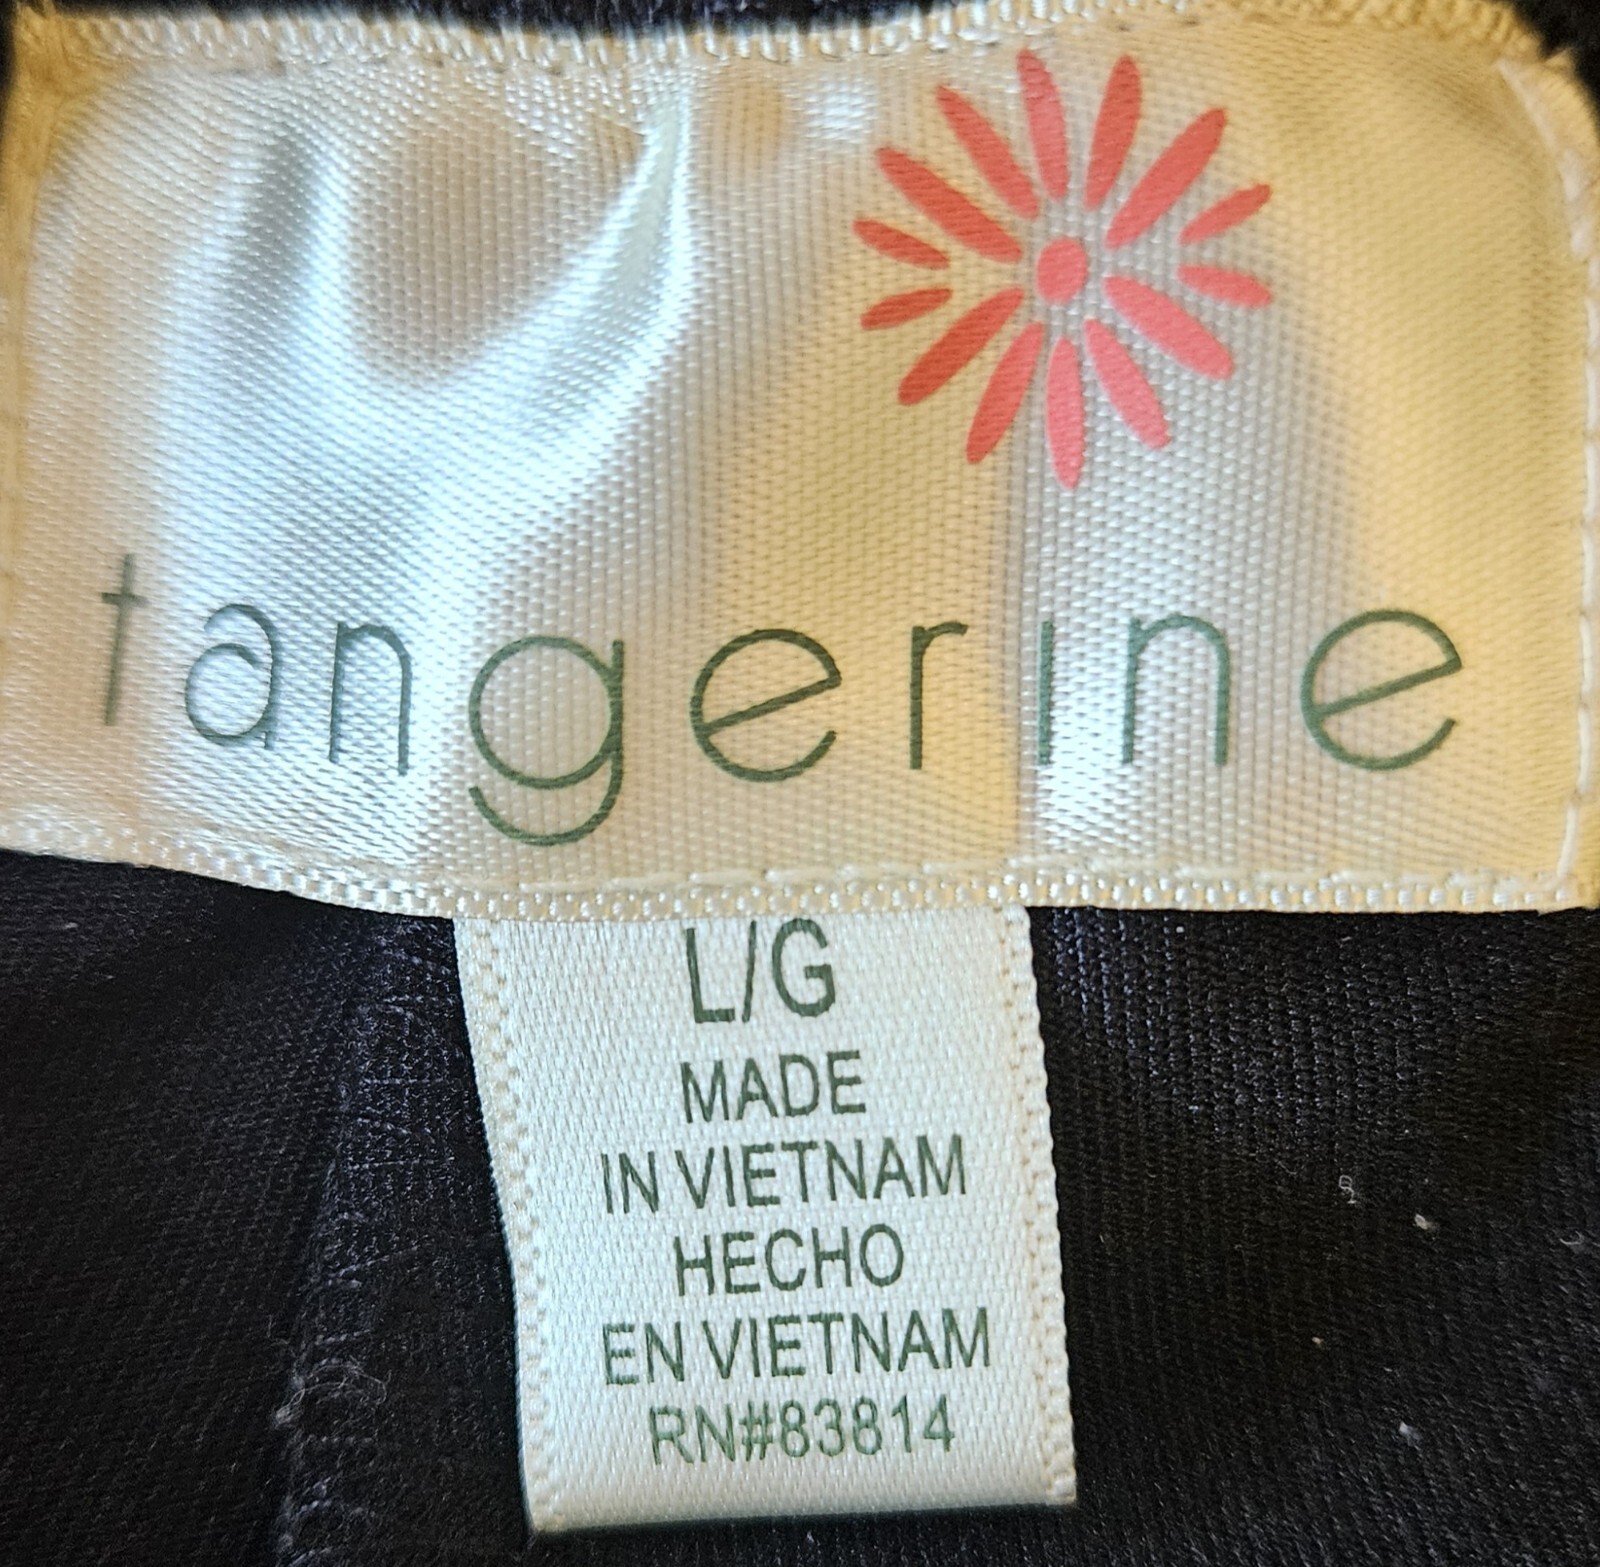 tangerine
L/G
MADE
IN VIETNAM
HECHO
EN VIETNAM
RN#83814